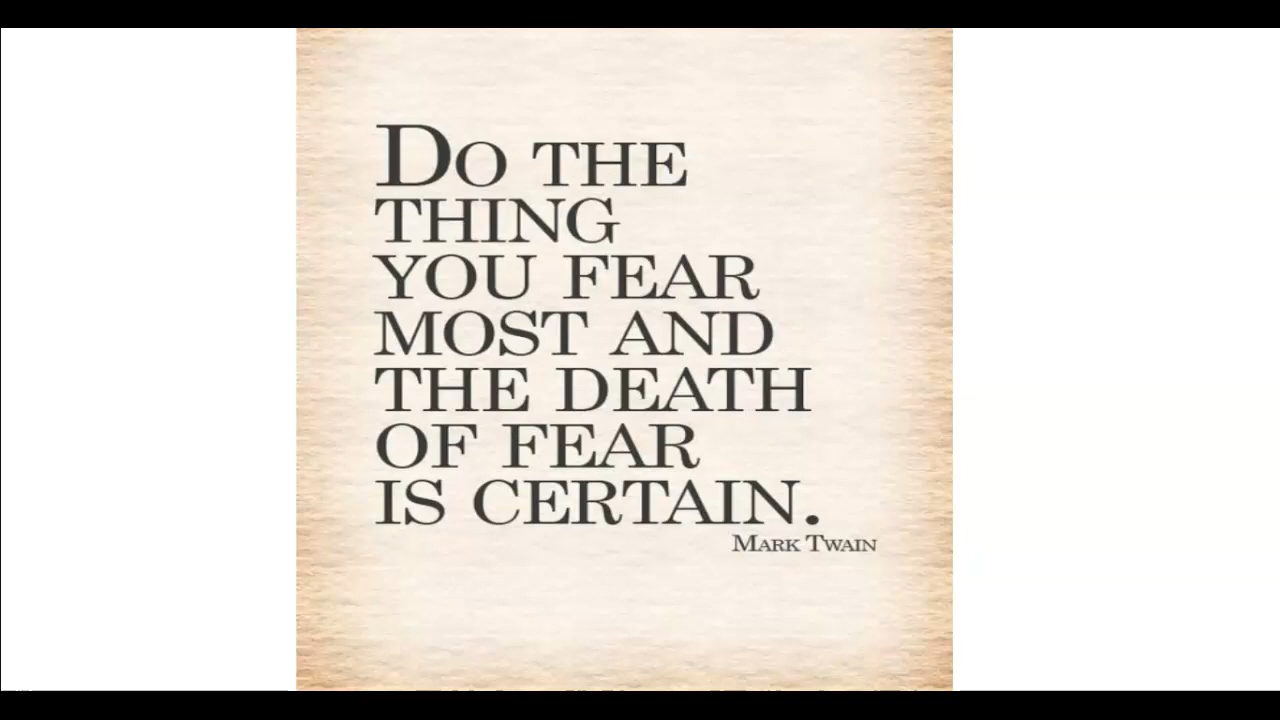 DO THE
THING
YOU FEAR
MOST AND
THE DEATH
OF FEAR
IS CERTAIN.
MARK TWAIN